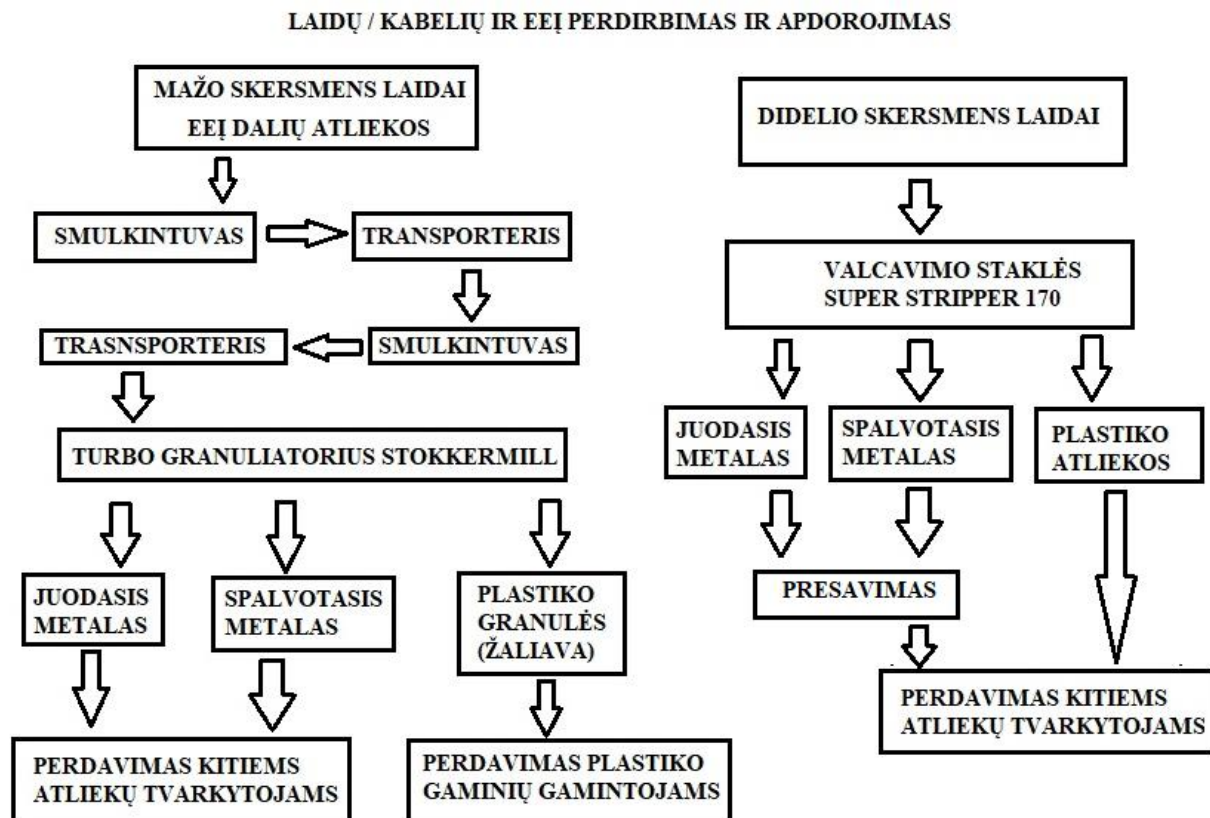 LAIDŲ / KABELIŲ IR EEĮ PERDIRBIMAS IR APDOROJIMAS
MAŽO SKERSMENS LAIDAI
EEĮ DALIŲ ATLIEKOS
SMULKINTUVAS
TRANSPORTERIS
TRASNSPORTERIS
SMULKINTUVAS
TURBO GRANULIATORIUS STOKKERMILL
JUODASIS
METALAS
SPALVOTASIS
METALAS
PLASTIKO
GRANULĖS
(ŽALIAVA)
PERDAVIMAS KITIEMS
ATLIEKŲ TVARKYTOJAMS
PERDAVIMAS PLASTIKO
GAMINIŲ GAMINTOJAMS
DIDELIO SKERSMENS LAIDAI
VALCAVIMO STAKLĖS
SUPER STRIPPER 170
JUODASIS
METALAS
SPALVOTASIS
METALAS
PLASTIKO
ATLIEKOS
PRESAVIMAS
PERDAVIMAS KITIEMS
ATLIEKŲ TVARKYTOJAMS